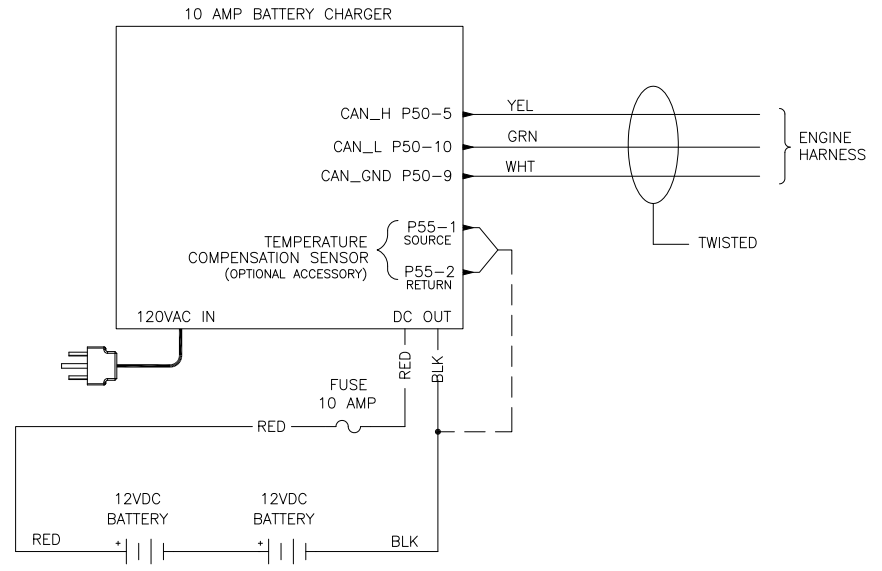 10 AMP BATTERY CHARGER
CAN_H P50-5
YEL
CAN_L P50-10
GRN
CAN_GND P50-9
WHT
ENGINE
HARNESS
TWISTED
P55-1
SOURCE
TEMPERATURE
COMPENSATION SENSOR
(OPTIONAL ACCESSORY)
P55-2
RETURN
120VAC IN
DC OUT
RED
BLK
FUSE
10 AMP
RED
12VDC
BATTERY
12VDC
BATTERY
RED
+
+
BLK